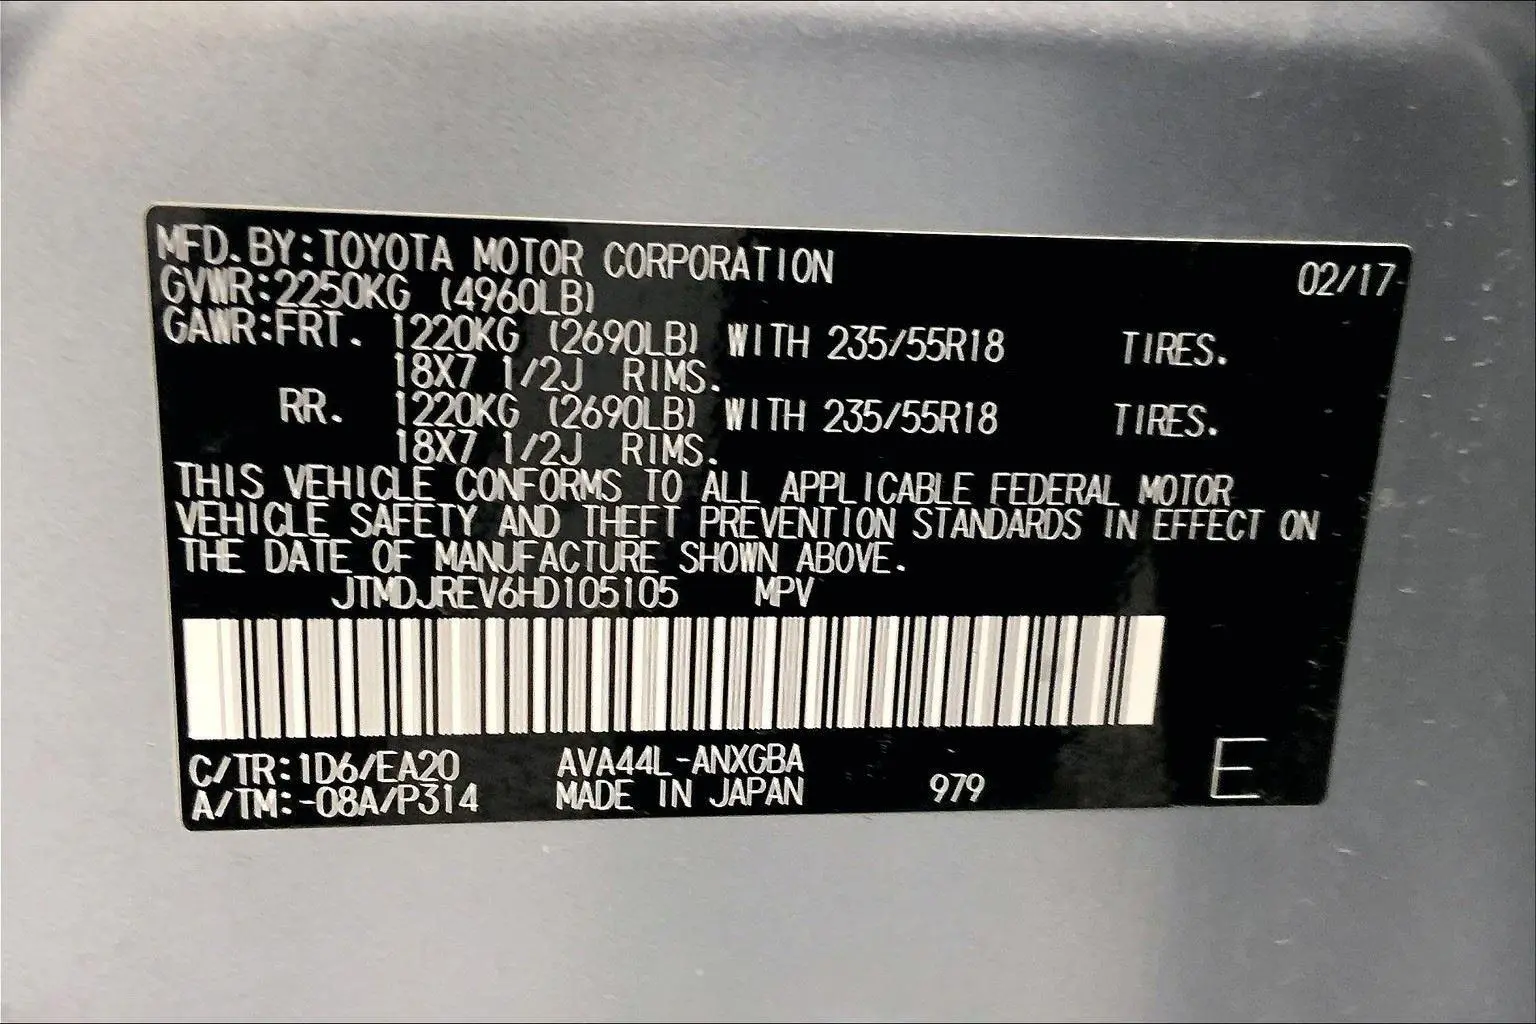 MFD. BY:TOYOTA MOTOR CORPORATION 02/17
GVWR:2250KG (4960LB)
GAWR:FRT. 1220KG (2690LB) WITH 235/55R18 TIRES.
18X7 1/2J RIMS.
RR. 1220KG (2690LB) WITH 235/55R18 TIRES.
18X7 1/2J RIMS.
THIS VEHICLE CONFORMS TO ALL APPLICABLE FEDERAL MOTOR
VEHICLE SAFETY AND THEFT PREVENTION STANDARDS IN EFFECT ON
THE DATE OF MANUFACTURE SHOWN ABOVE.
JTMDJREV6HD105105 MPV
C/TR:1D6/EA20 AVA44L-ANXGBA
A/TM:-08A/P314 MADE IN JAPAN 979 E